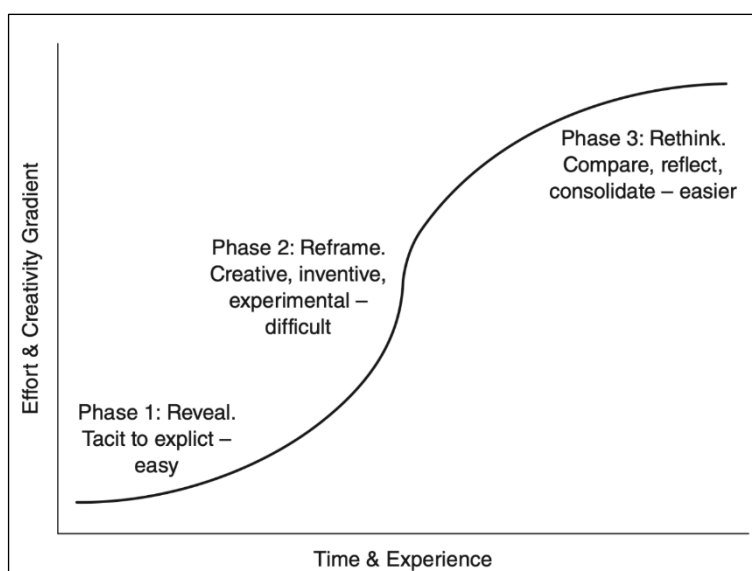 Effort & Creativity Gradient
Phase 3: Rethink.
Compare, reflect,
consolidate – easier
Phase 2: Reframe.
Creative, inventive,
experimental –
difficult
Phase 1: Reveal.
Tacit to explict –
easy
Time & Experience